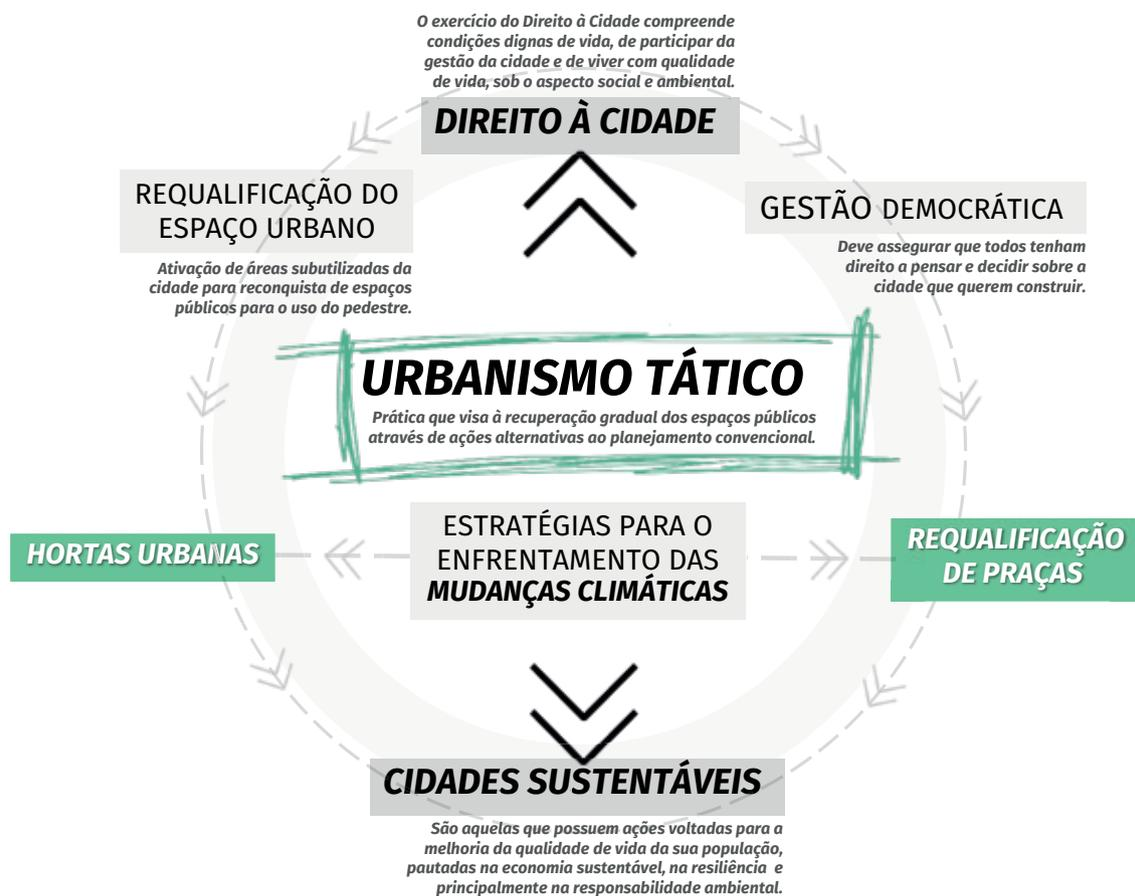 O exercício do Direito à Cidade compreende
condições dignas de vida, de participar da
gestão da cidade e de viver com qualidade
de vida, sob o aspecto social e ambiental.
DIREITO À CIDADE
REQUALIFICAÇÃO DO
ESPAÇO URBANO
Ativação de áreas subutilizadas da
cidade para reconquista de espaços
públicos para o uso do pedestre.
GESTÃO DEMOCRÁTICA
Deve assegurar que todos tenham
direito a pensar e decidir sobre a
cidade que querem construir.
URBANISMO TÁTICO
Prática que visa à recuperação gradual dos espaços públicos
através de ações alternativas ao planejamento convencional.
HORTAS URBANAS
ESTRATÉGIAS PARA O
ENFRENTAMENTO DAS
MUDANÇAS CLIMÁTICAS
REQUALIFICAÇÃO
DE PRAÇAS
CIDADES SUSTENTÁVEIS
São aquelas que possuem ações voltadas para a
melhoria da qualidade de vida da sua população,
pautadas na economia sustentável, na resiliência e
principalmente na responsabilidade ambiental.